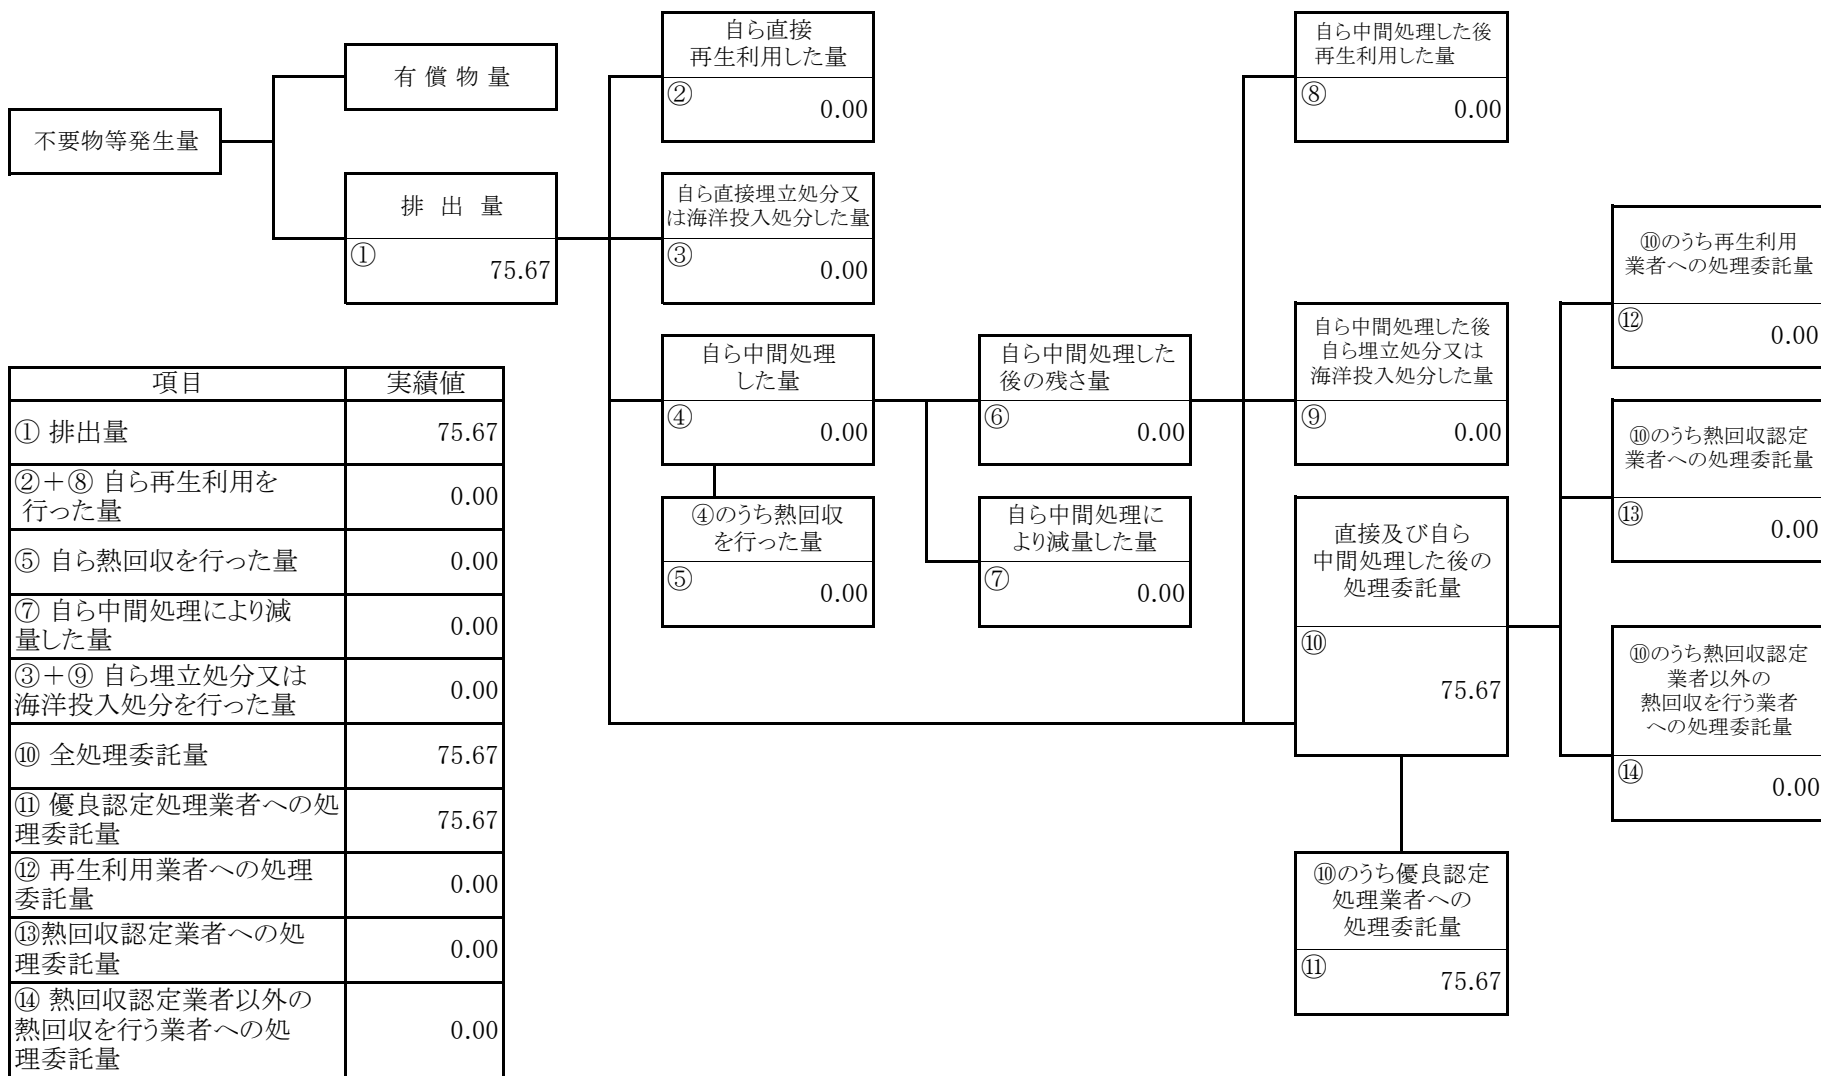 不要物等発生量
有 償 物 量
排 出 量
①
75.67
自ら直接
再生利用した量
②
0.00
自ら直接埋立処分又
は海洋投入処分した量
③
0.00
自ら中間処理
した量
④
0.00
④のうち熱回収
を行った量
⑤
0.00
自ら中間処理した
後の残さ量
⑥
0.00
自ら中間処理に
より減量した量
⑦
0.00
自ら中間処理した後
再生利用した量
⑧
0.00
自ら中間処理した後
自ら埋立処分又は
海洋投入処分した量
⑨
0.00
直接及び自ら
中間処理した後の
処理委託量
⑩
75.67
⑩のうち優良認定
処理業者への
処理委託量
⑪
75.67
⑩のうち再生利用
業者への処理委託量
⑫
0.00
⑩のうち熱回収認定
業者への処理委託量
⑬
0.00
⑩のうち熱回収認定
業者以外の
熱回収を行う業者
への処理委託量
⑭
0.00
項目 実績値
① 排出量 75.67
②+⑧ 自ら再生利用を
行った量 0.00
⑤ 自ら熱回収を行った量 0.00
⑦ 自ら中間処理により減
量した量 0.00
③+⑨ 自ら埋立処分又は
海洋投入処分を行った量 0.00
⑩ 全処理委託量 75.67
⑪ 優良認定処理業者への処
理委託量 75.67
⑫ 再生利用業者への処理
委託量 0.00
⑬熱回収認定業者への処
理委託量 0.00
⑭ 熱回収認定業者以外の
熱回収を行う業者への処
理委託量 0.00